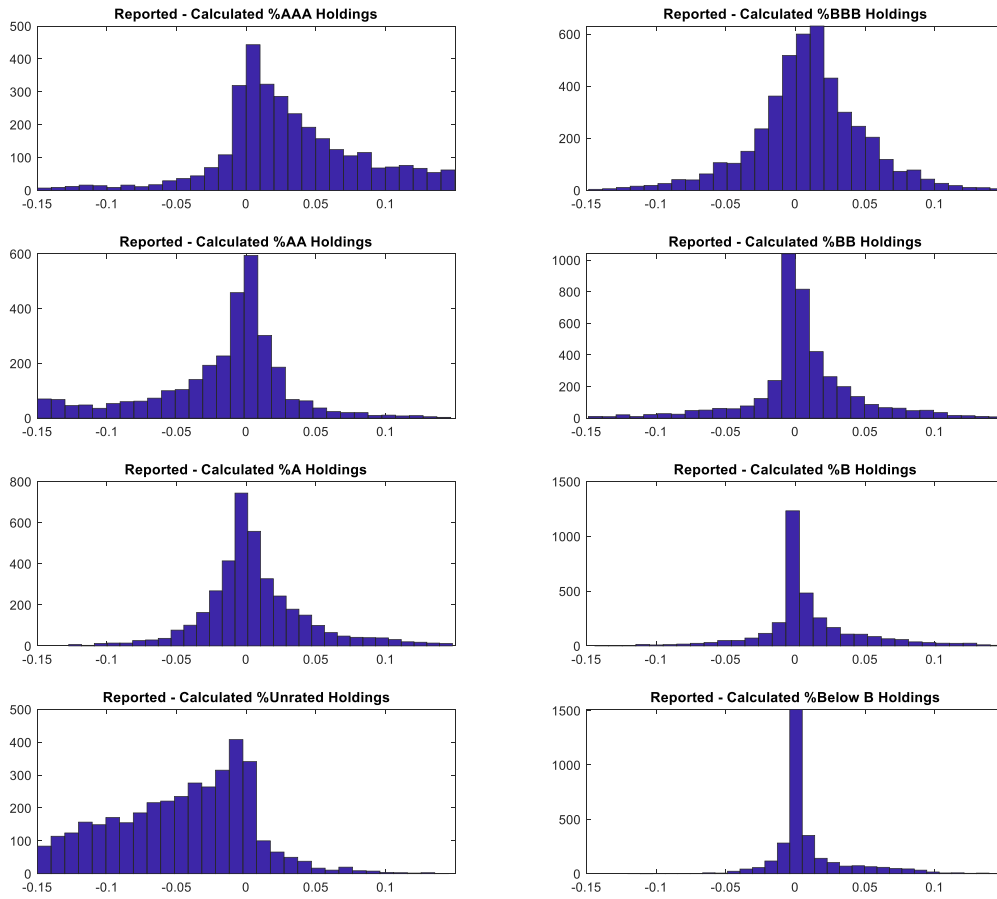 Reported - Calculated %AAA Holdings
500
400
300
200
100
0
-0.15 -0.1 -0.05 0 0.05 0.1
Reported - Calculated %BBB Holdings
600
400
200
0
-0.15 -0.1 -0.05 0 0.05 0.1
Reported - Calculated %AA Holdings
600
400
200
0
-0.15 -0.1 -0.05 0 0.05 0.1
Reported - Calculated %BB Holdings
1000
800
600
400
200
0
-0.15 -0.1 -0.05 0 0.05 0.1
Reported - Calculated %A Holdings
800
600
400
200
0
-0.15 -0.1 -0.05 0 0.05 0.1
Reported - Calculated %B Holdings
1500
1000
500
0
-0.15 -0.1 -0.05 0 0.05 0.1
Reported - Calculated %Unrated Holdings
500
400
300
200
100
0
-0.15 -0.1 -0.05 0 0.05 0.1
Reported - Calculated %Below B Holdings
1500
1000
500
0
-0.15 -0.1 -0.05 0 0.05 0.1